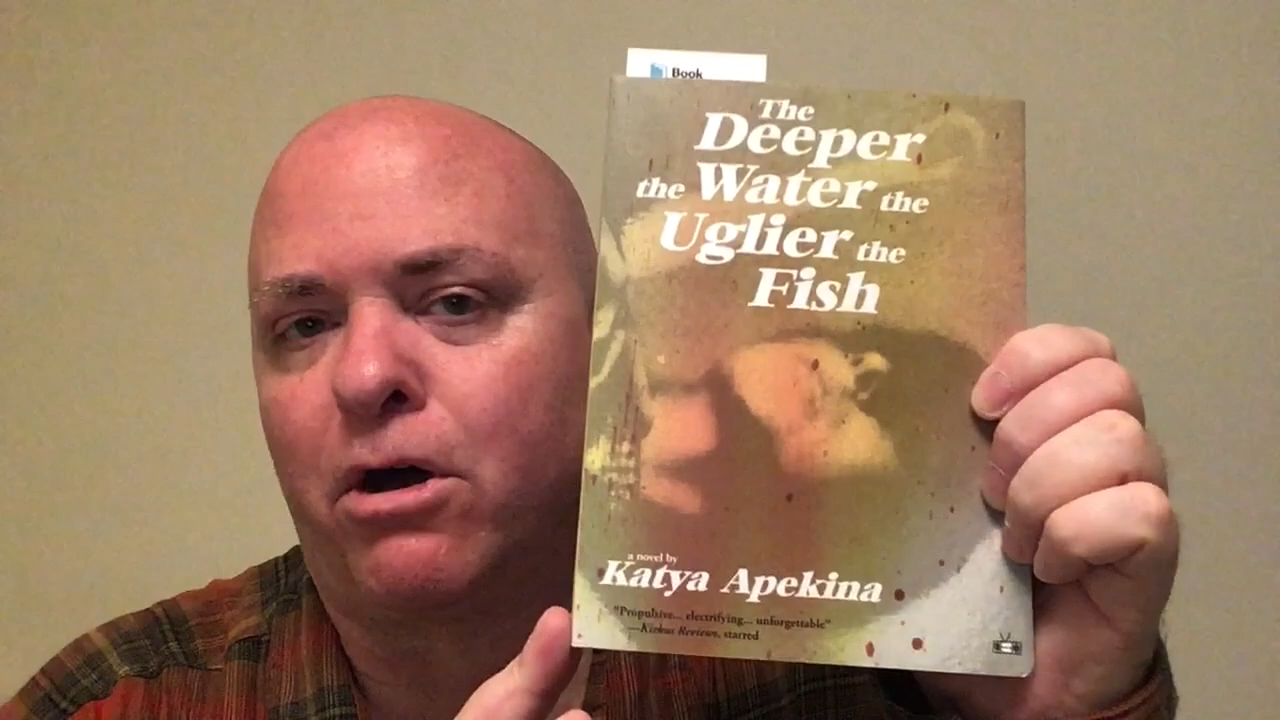 Book
The
Deeper
the Water the
Uglier the
Fish
a novel by
Katya Apekina
"Propulsive... electrifying... unforgettable"
—Kirkus Reviews, starred